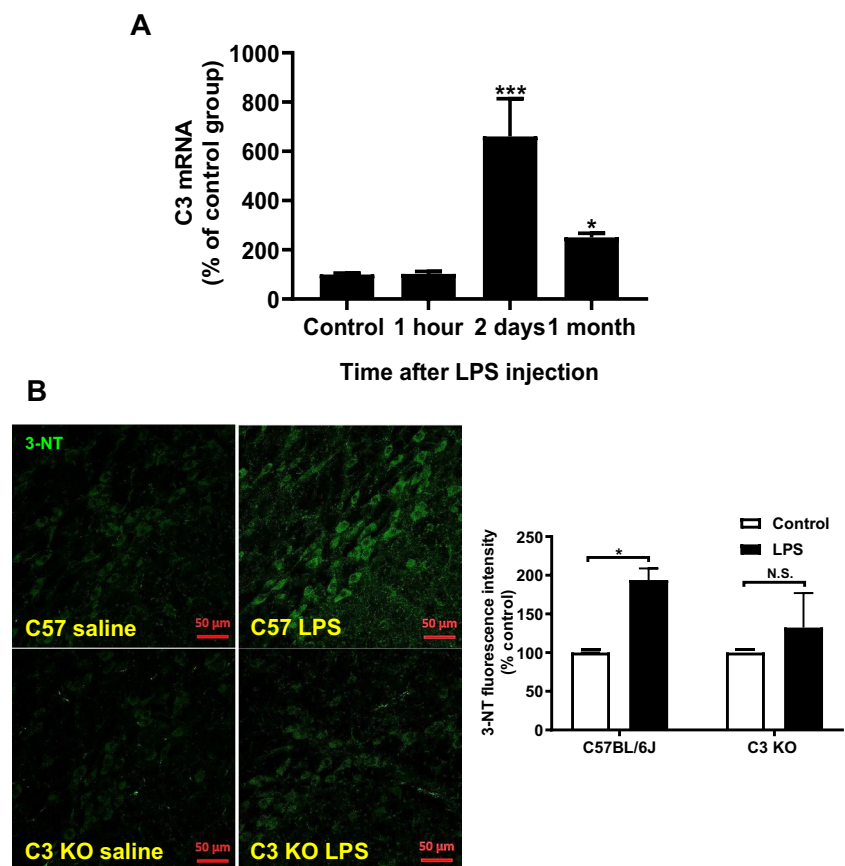 A
C3 mRNA
(% of control group)
1000
800
600
400
200
0
***
*
Control 1 hour 2 days 1 month
Time after LPS injection
B
3-NT
C57 saline
50 µm
C57 LPS
50 µm
C3 KO saline
50 µm
C3 KO LPS
50 µm
3-NT fluorescence intensity
(% control)
250
200
150
100
50
0
Control
LPS
*
N.S.
C57BL/6J
C3 KO